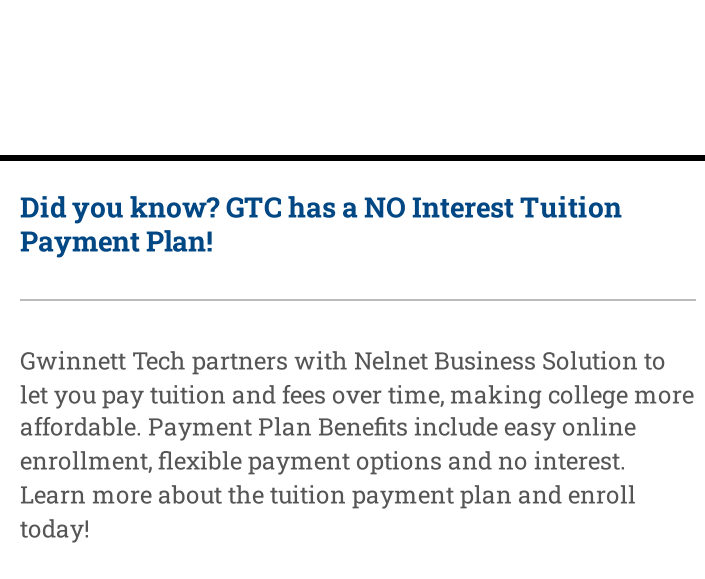 Did you know? GTC has a NO Interest Tuition
Payment Plan!
Gwinnett Tech partners with Nelnet Business Solution to
let you pay tuition and fees over time, making college more
affordable. Payment Plan Benefits include easy online
enrollment, flexible payment options and no interest.
Learn more about the tuition payment plan and enroll
today!